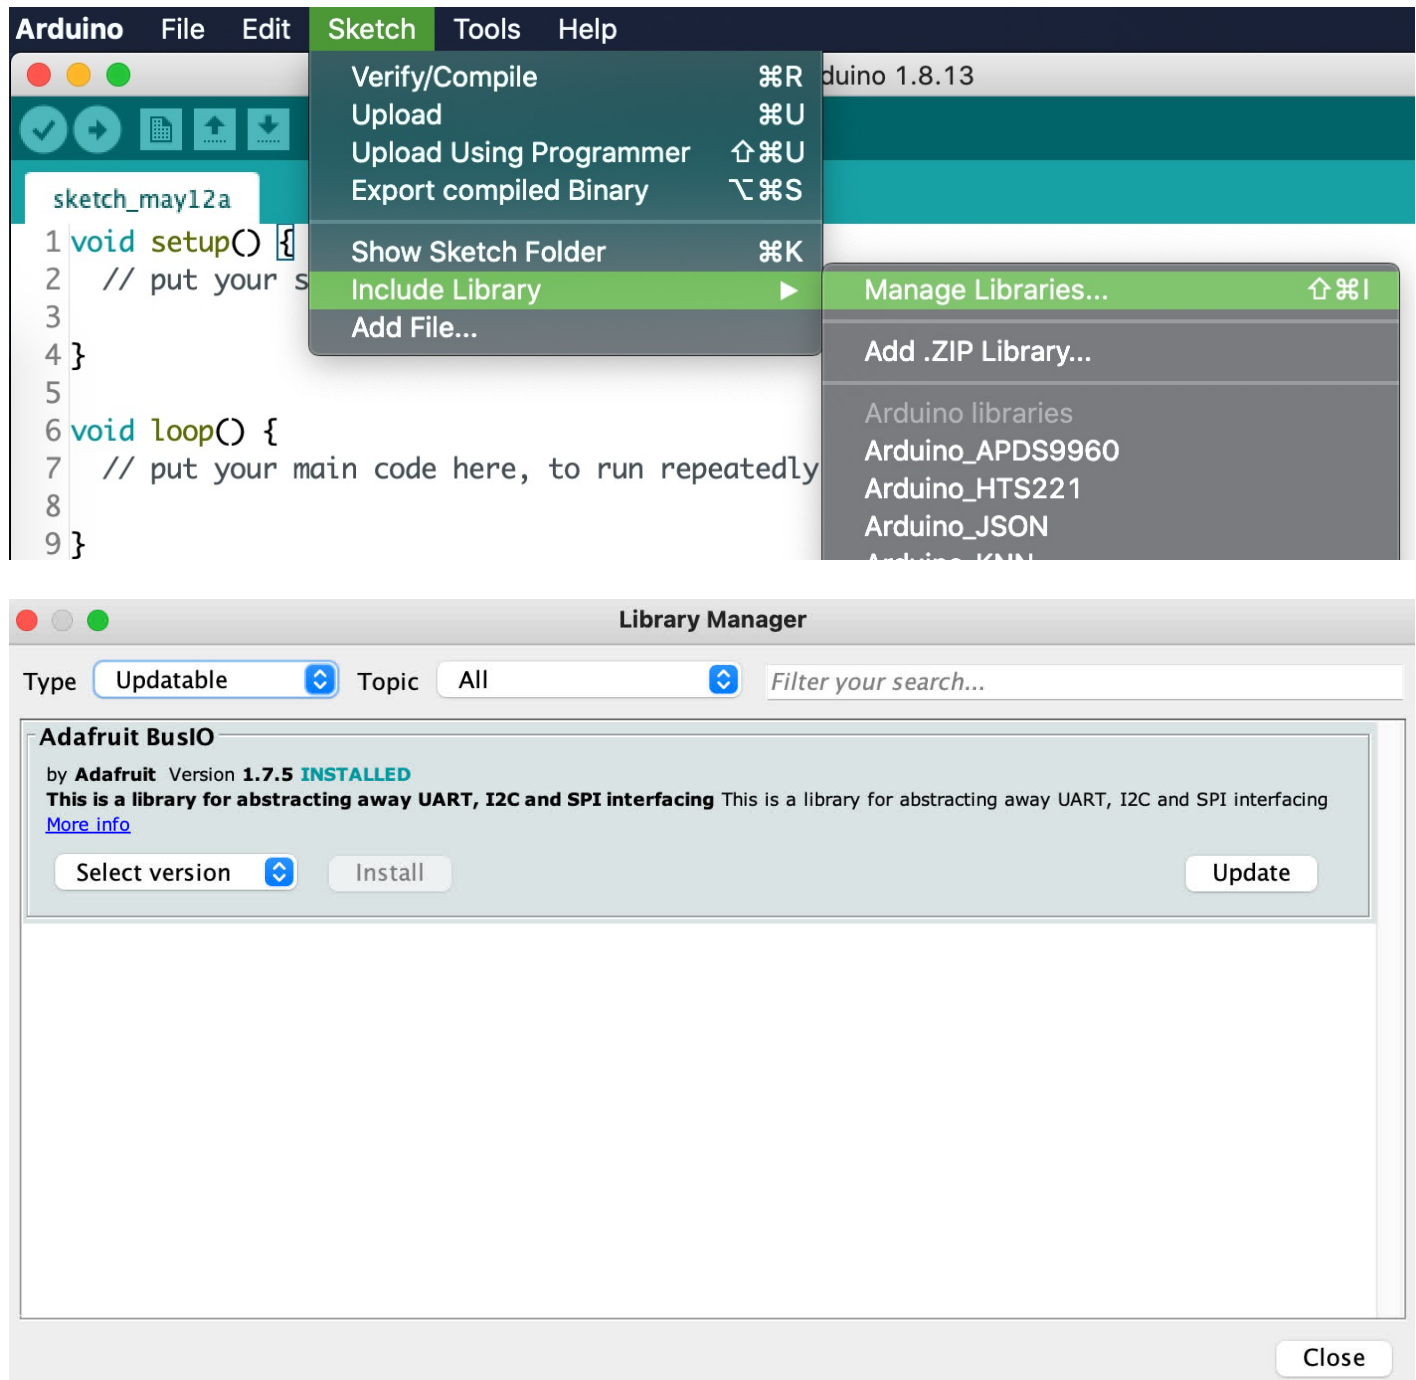 Arduino File Edit Sketch Tools Help
Verify/Compile ⌘R
duino 1.8.13
Upload ⌘U
Upload Using Programmer ⇧⌘U
Export compiled Binary ⌥⌘S
sketch_may12a
1 void setup() {
Show Sketch Folder ⌘K
2 // put your s
Include Library ▶
Manage Libraries... ⇧⌘I
3
Add File...
4 }
Add .ZIP Library...
5
Arduino libraries
6 void loop() {
Arduino_APDS9960
7 // put your main code here, to run repeatedly
Arduino_HTS221
8
Arduino_JSON
9 }
Arduino_KNN
Library Manager
Type Updatable Topic All Filter your search...
Adafruit BusIO
by Adafruit Version 1.7.5 INSTALLED
This is a library for abstracting away UART, I2C and SPI interfacing This is a library for abstracting away UART, I2C and SPI interfacing
More info
Select version Install Update
Close